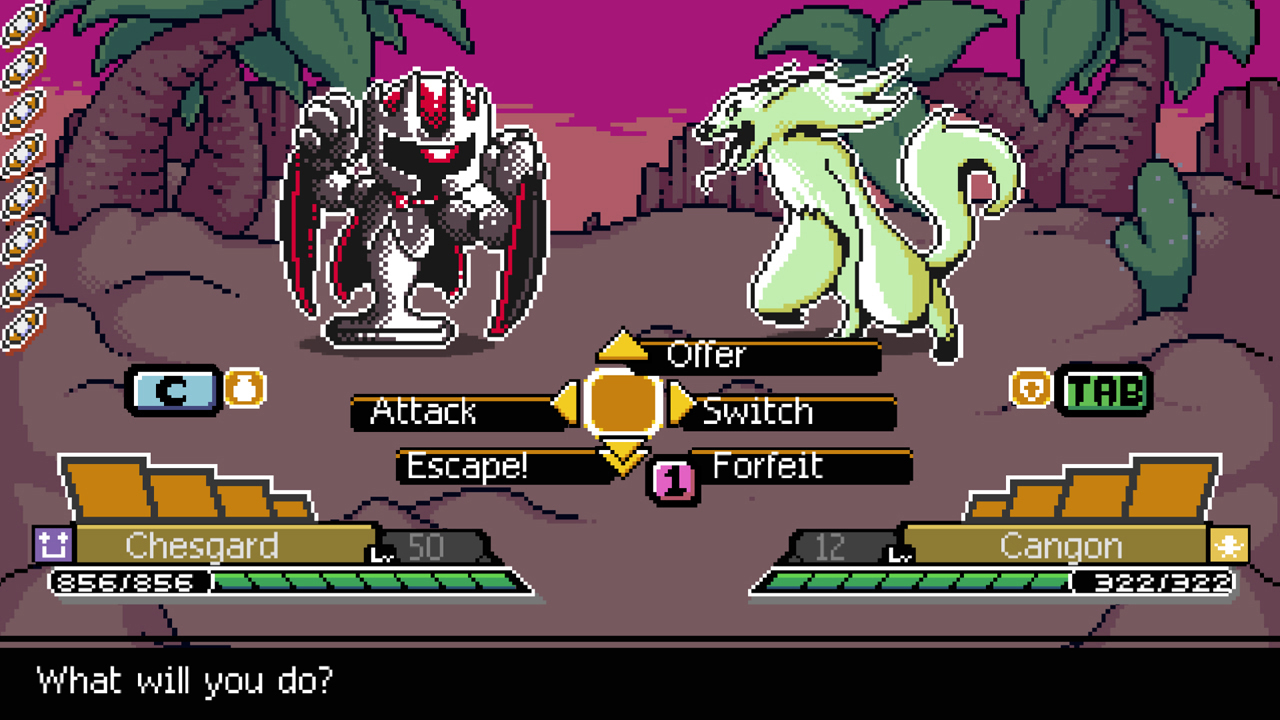 Offer
C
TAB
Attack
Switch
Escape!
1
Forfeit
Chesgard
Lv.
50
12
Lv.
Cangon
856/856
322/322
What will you do?